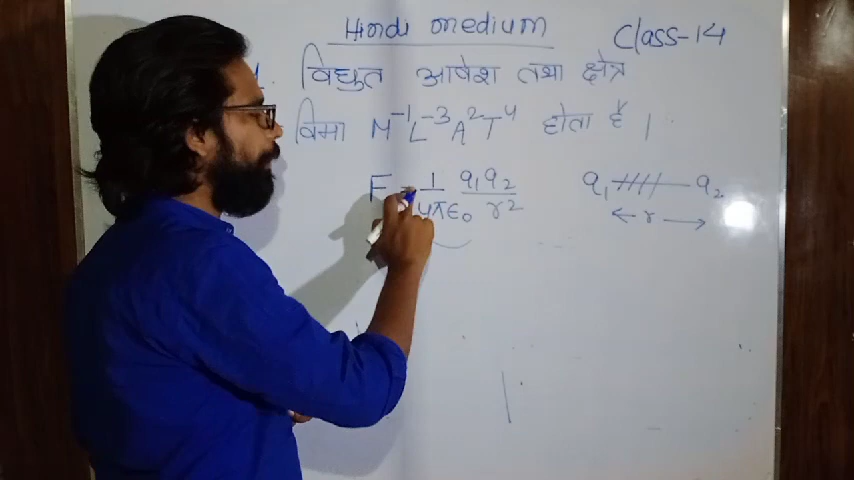 Hindi medium
Class-14
विद्युत आवेश तथा क्षेत्र
विमा M⁻¹L⁻³A²T⁴ होता है |
F = 1/4πε₀ q₁q₂/r²
q₁ q₂
← r →